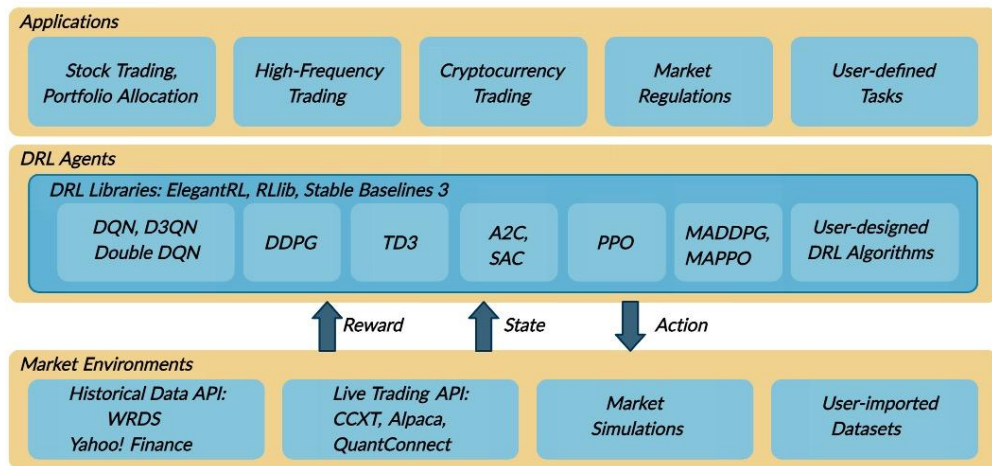 Applications
Stock Trading,
Portfolio Allocation
High-Frequency
Trading
Cryptocurrency
Trading
Market
Regulations
User-defined
Tasks
DRL Agents
DRL Libraries: ElegantRL, RLlib, Stable Baselines 3
DQN, D3QN
Double DQN
DDPG
TD3
A2C,
SAC
PPO
MADDPG,
MAPPO
User-designed
DRL Algorithms
Reward
State
Action
Market Environments
Historical Data API:
WRDS
Yahoo! Finance
Live Trading API:
CCXT, Alpaca,
QuantConnect
Market
Simulations
User-imported
Datasets